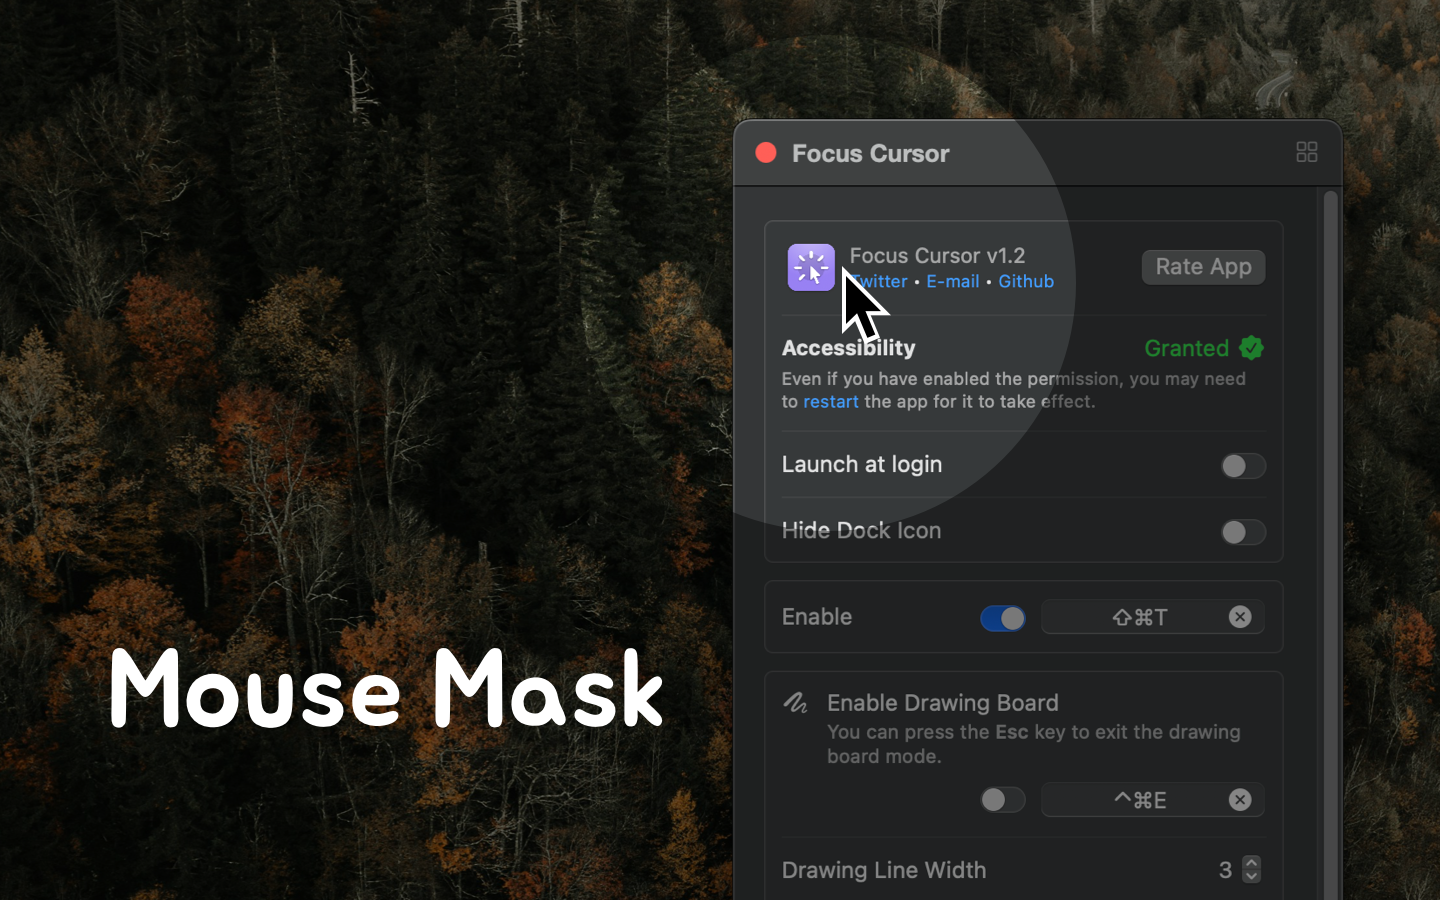 Focus Cursor
Focus Cursor v1.2
Rate App
Twitter • E-mail • Github
Accessibility
Granted
Even if you have enabled the permission, you may need
to restart the app for it to take effect.
Launch at login
Hide Dock Icon
Enable
⇧⌘T
Mouse Mask
Enable Drawing Board
You can press the Esc key to exit the drawing
board mode.
^⌘E
Drawing Line Width
3